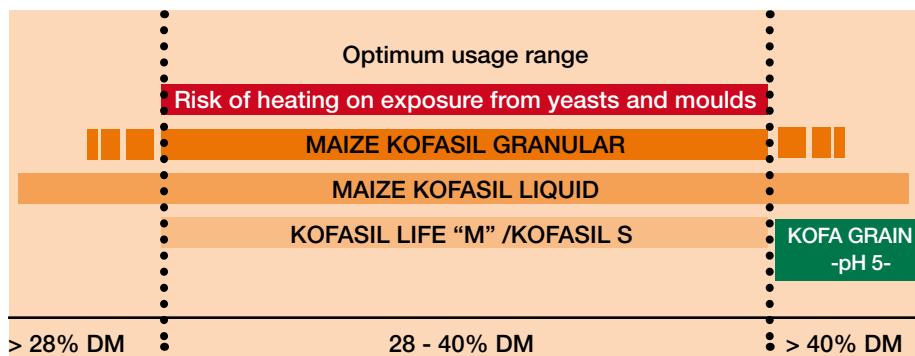 Optimum usage range
Risk of heating on exposure from yeasts and moulds
MAIZE KOFASIL GRANULAR
MAIZE KOFASIL LIQUID
KOFASIL LIFE “M” /KOFASIL S
KOFA GRAIN
-pH 5-
> 28% DM
28 - 40% DM
> 40% DM